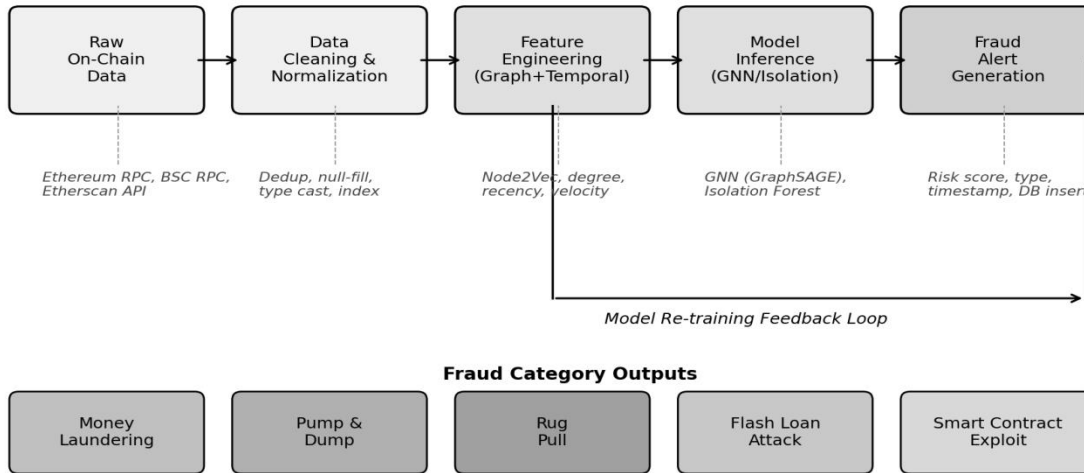 Raw
On-Chain
Data
Data
Cleaning &
Normalization
Feature
Engineering
(Graph+Temporal)
Model
Inference
(GNN/Isolation)
Fraud
Alert
Generation
Ethereum RPC, BSC RPC,
Etherscan API
Dedup, null-fill,
type cast, index
Node2Vec, degree,
recency, velocity
GNN (GraphSAGE),
Isolation Forest
Risk score, type,
timestamp, DB insert
Model Re-training Feedback Loop
Fraud Category Outputs
Money
Laundering
Pump &
Dump
Rug
Pull
Flash Loan
Attack
Smart Contract
Exploit